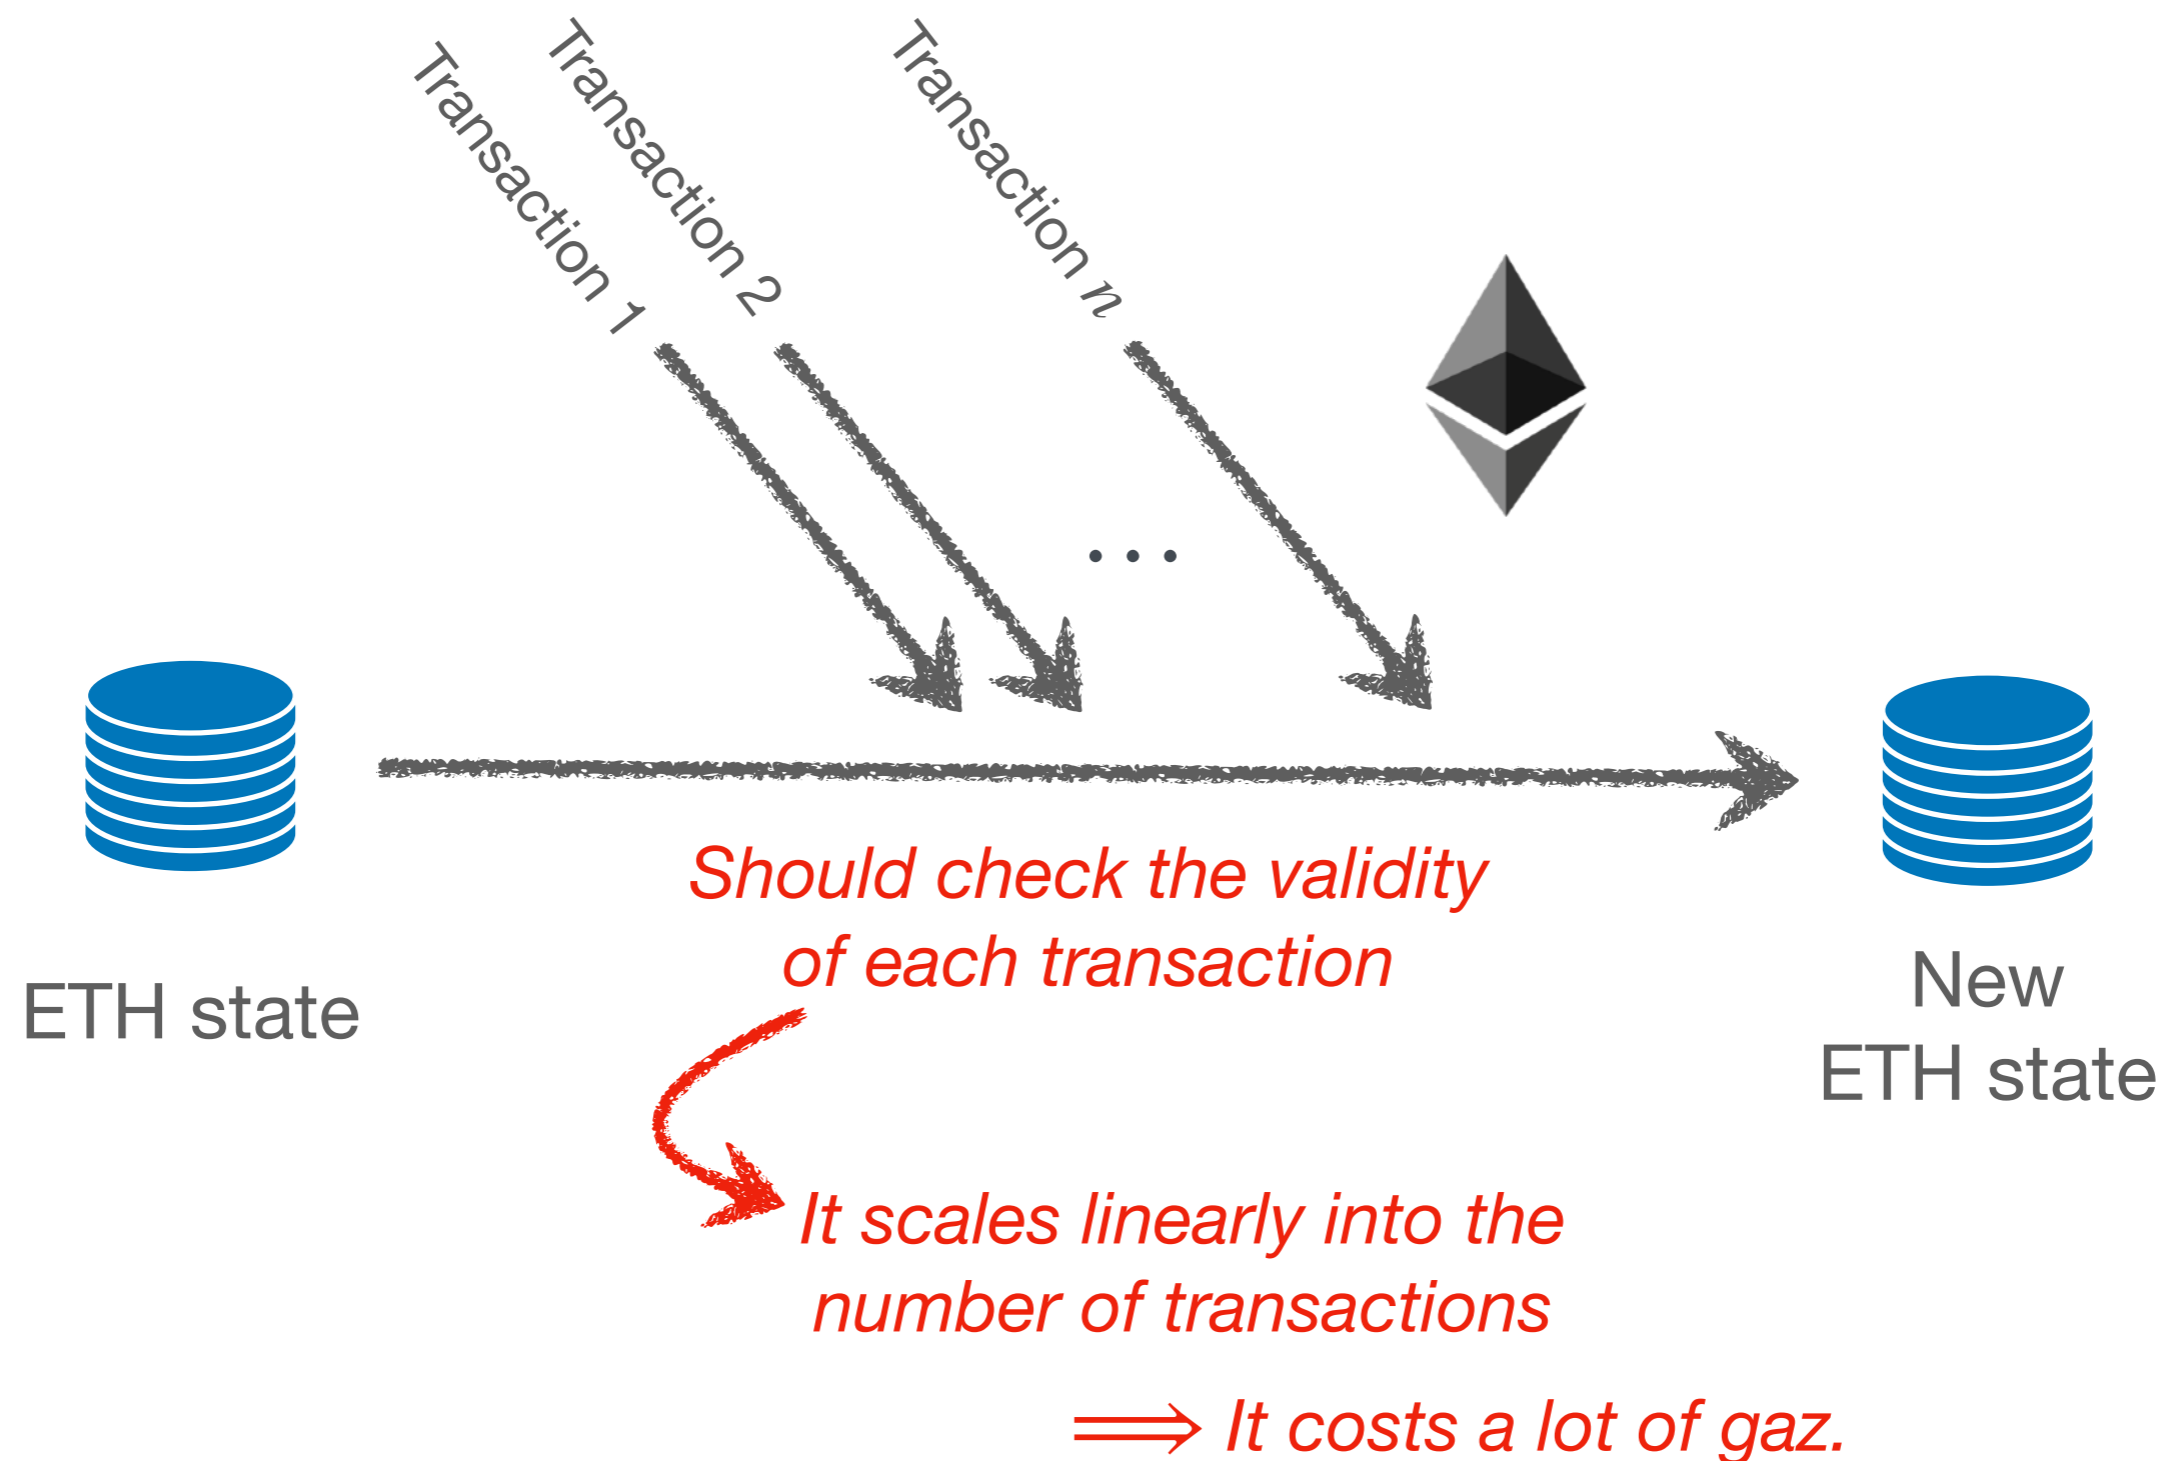 Transaction 1
Transaction 2
Transaction n
...
Should check the validity
of each transaction
ETH state
New
ETH state
It scales linearly into the
number of transactions
⟹ It costs a lot of gaz.